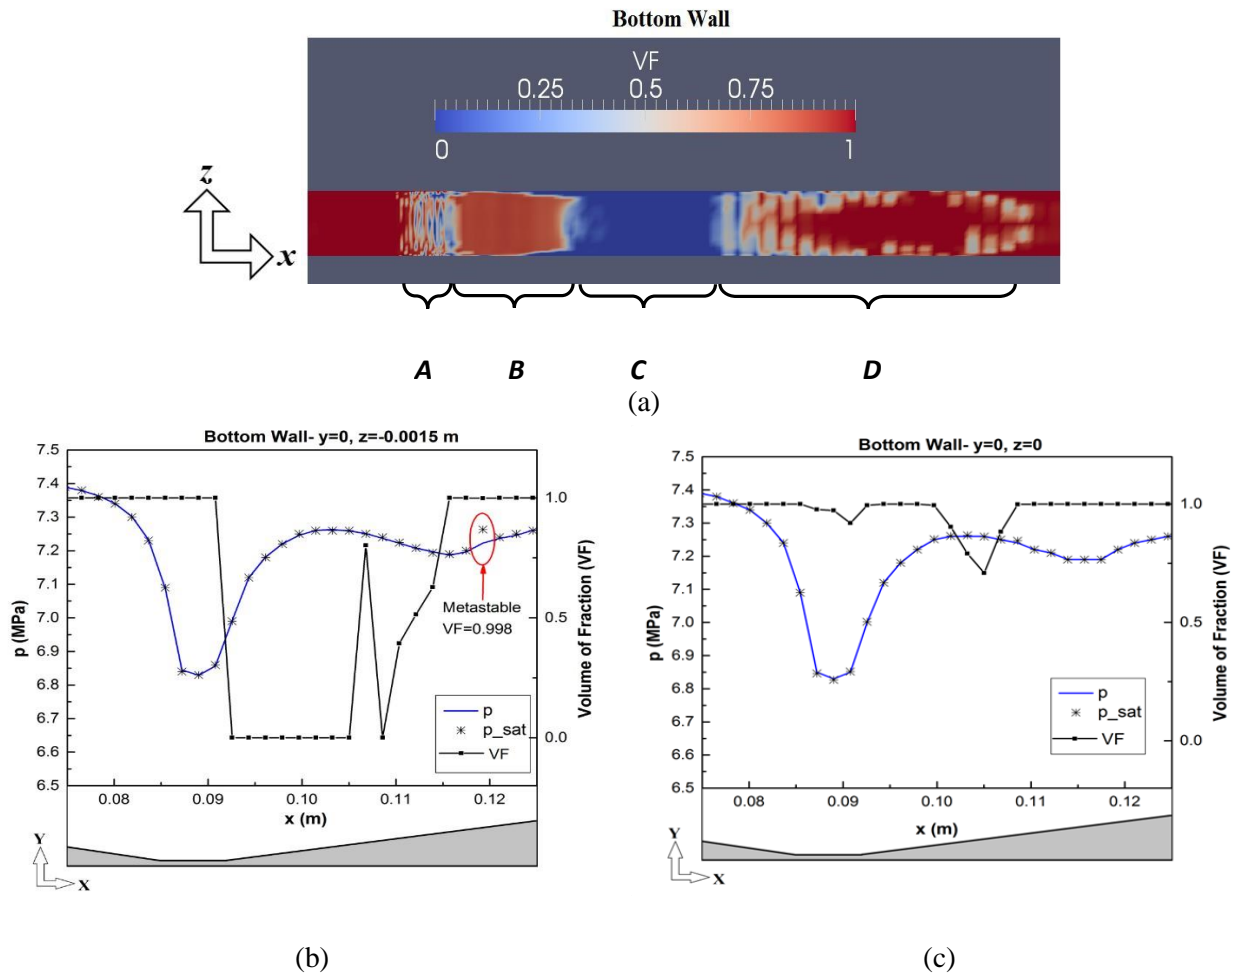 Bottom Wall
VF
0.25 0.5 0.75
0 1
z
x
A B C D
(a)
Bottom Wall- y=0, z=-0.0015 m
7.5
7.4
7.3
7.2
7.1
7.0
6.9
6.8
6.7
6.6
6.5
p (MPa)
1.0
0.5
0.0
Volume of Fraction (VF)
Metastable
VF=0.998
p
p_sat
VF
0.08 0.09 0.10 0.11 0.12
x (m)
Y
X
(b)
Bottom Wall- y=0, z=0
7.5
7.4
7.3
7.2
7.1
7.0
6.9
6.8
6.7
6.6
6.5
p (MPa)
1.0
0.5
0.0
Volume of Fraction (VF)
p
p_sat
VF
0.08 0.09 0.10 0.11 0.12
x (m)
Y
X
(c)